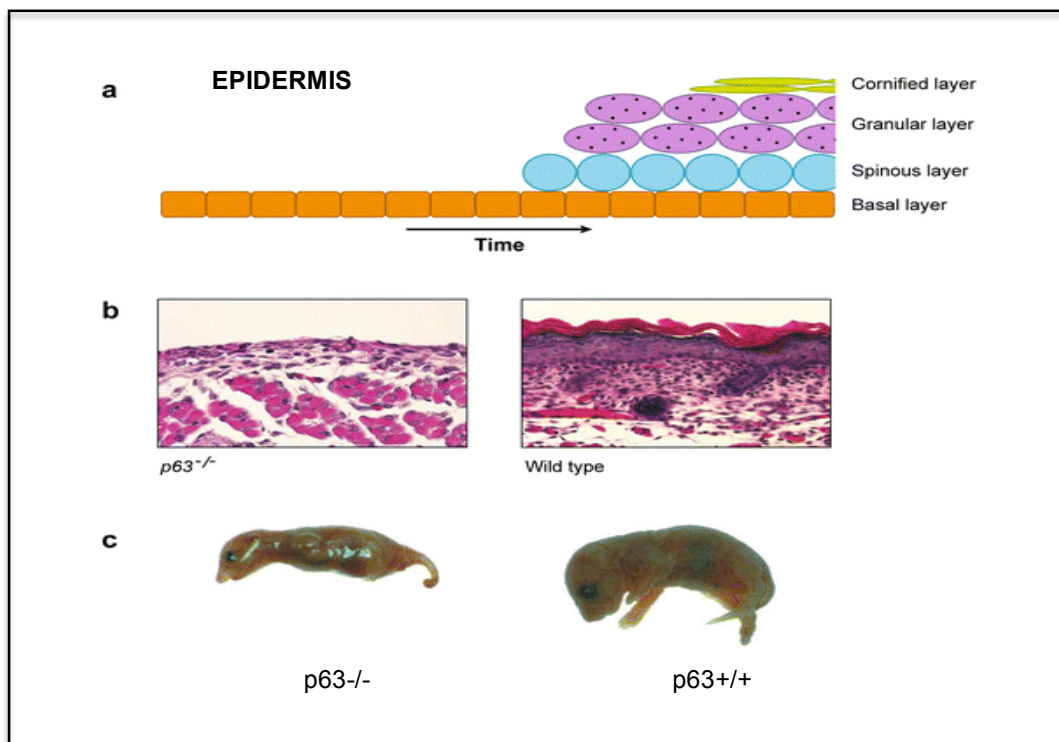 a
EPIDERMIS
Cornified layer
Granular layer
Spinous layer
Basal layer
Time
b
p63-/-
Wild type
c
p63-/-
p63+/+